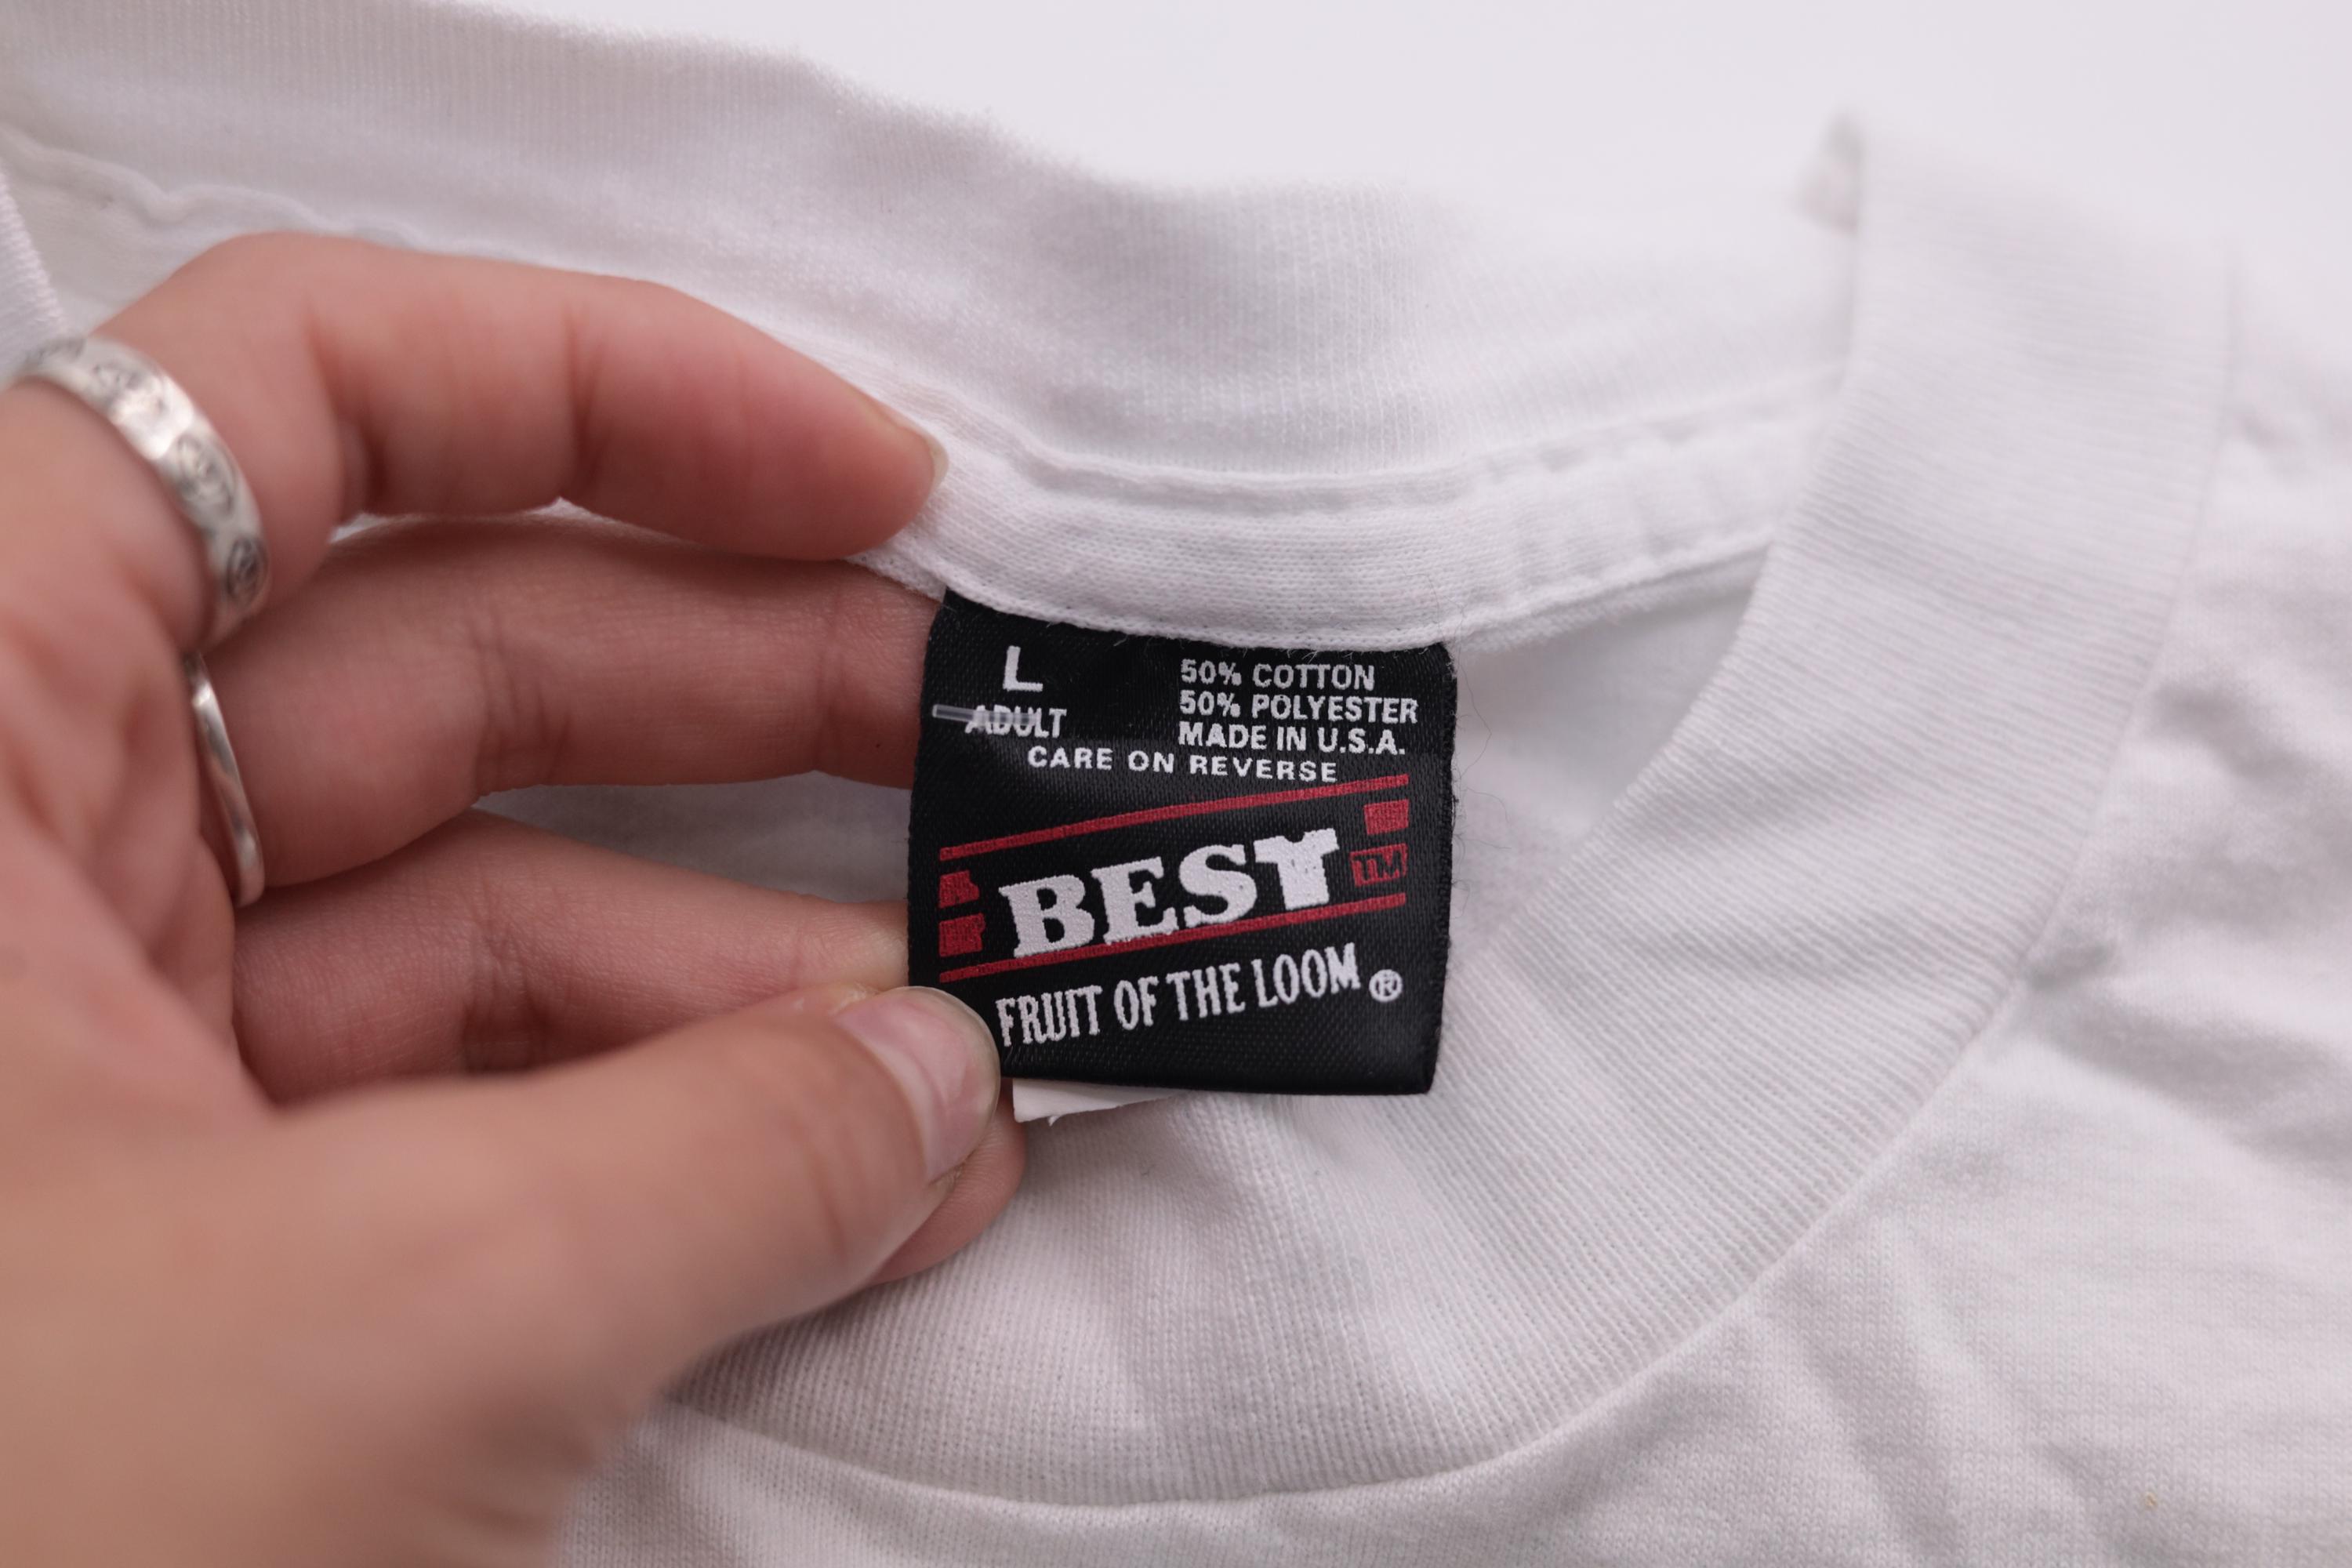 L
ADULT
50% COTTON
50% POLYESTER
MADE IN U.S.A.
CARE ON REVERSE
BEST TM
FRUIT OF THE LOOM ®